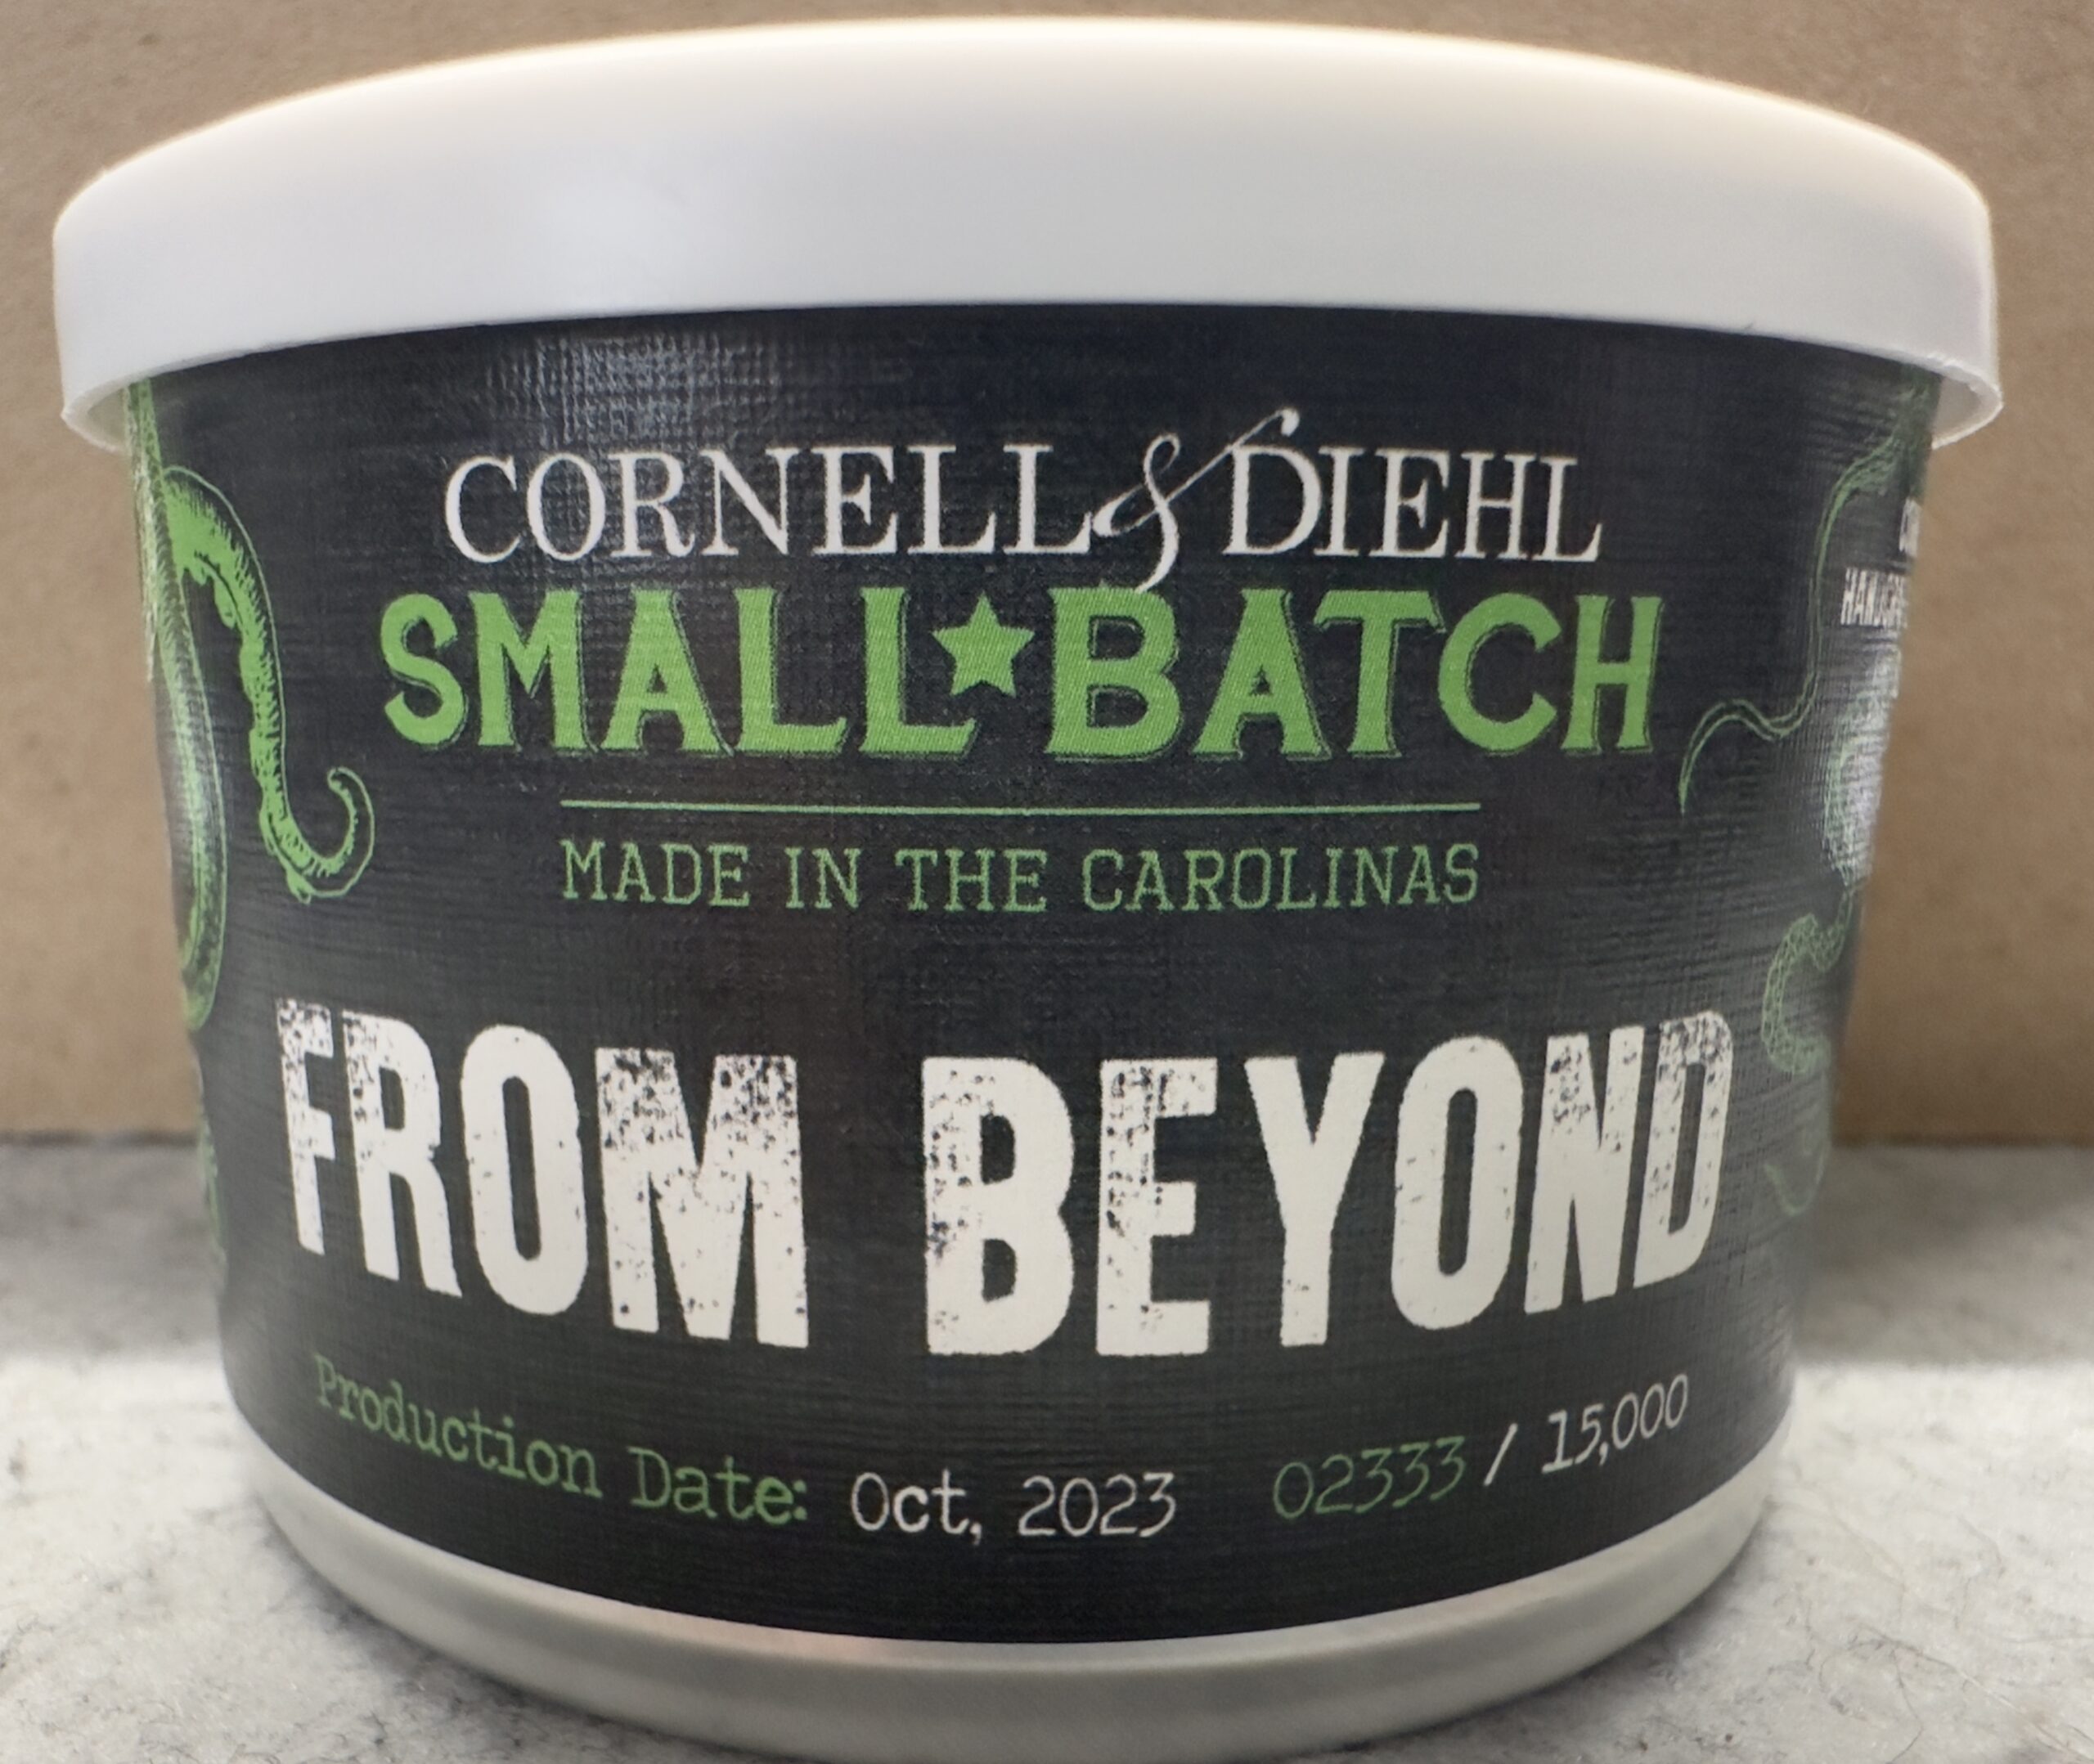 CORNELL & DIEHL
SMALL★BATCH
MADE IN THE CAROLINAS
FROM BEYOND
Production Date: Oct, 2023 02333 / 15,000